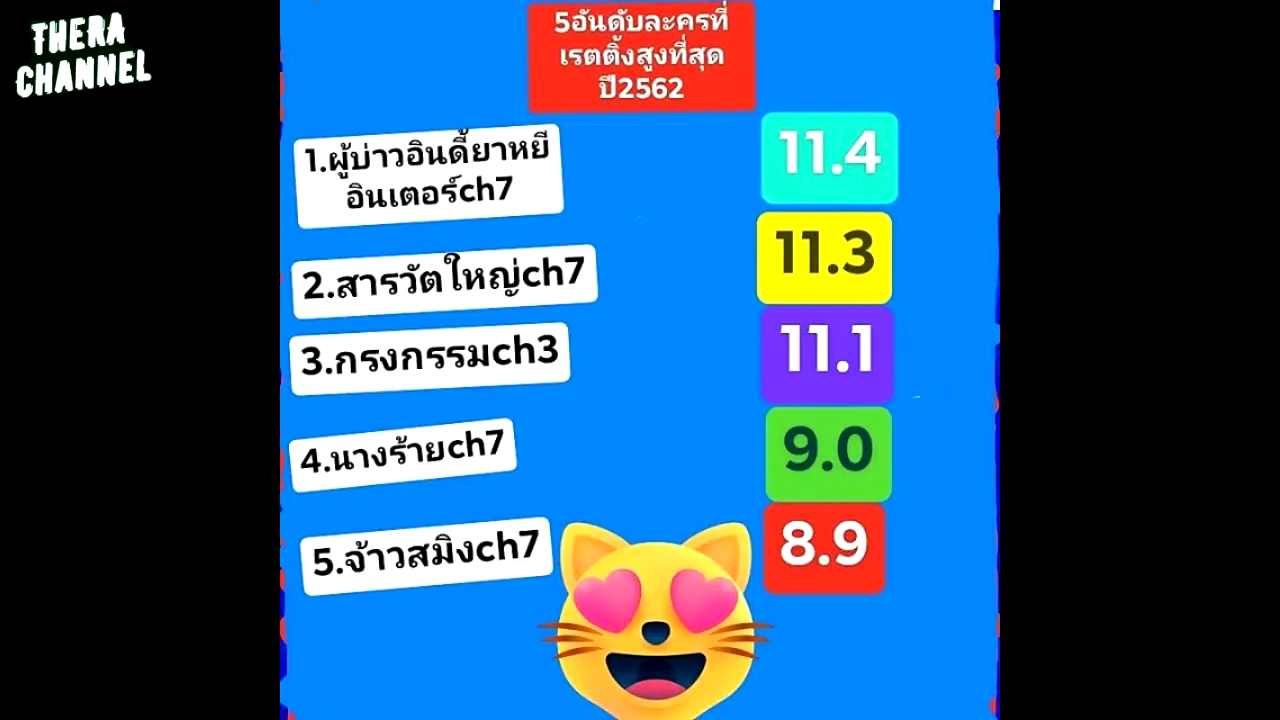 THERA
CHANNEL
5อันดับละครที่
เรตติ้งสูงที่สุด
ปี2562
1.ผู้บ่าวอินดี้ยาหยี
อินเตอร์ch7
11.4
2.สารวัตใหญ่ch7
11.3
3.กรงกรรมch3
11.1
4.นางร้ายch7
9.0
5.จ้าวสมิงch7
8.9